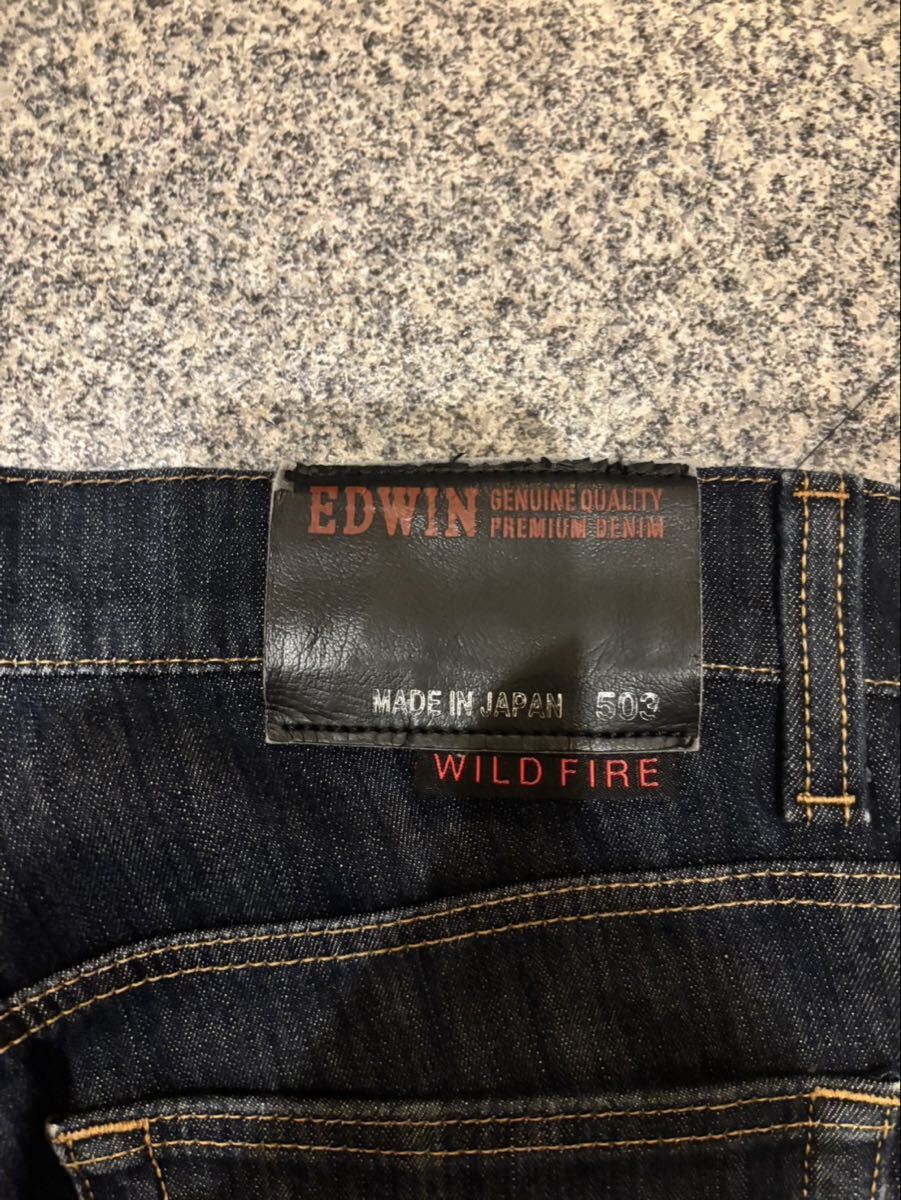 EDWIN GENUINE QUALITY
PREMIUM DENIM
MADE IN JAPAN 503
WILD FIRE